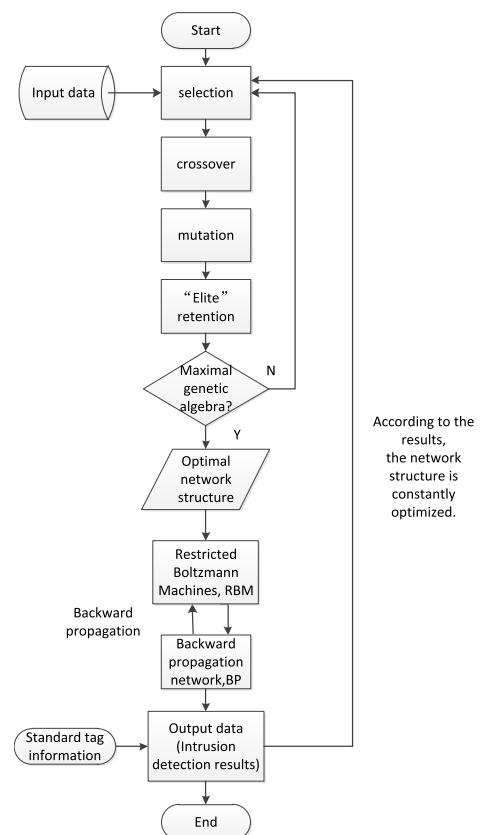 Start
Input data
selection
crossover
mutation
“Elite”
retention
Maximal
genetic
algebra?
N
Y
According to the
results,
the network
structure is
constantly
optimized.
Optimal
network
structure
Restricted
Boltzmann
Machines, RBM
Backward
propagation
Backward
propagation
network,BP
Standard tag
information
Output data
(Intrusion
detection results)
End